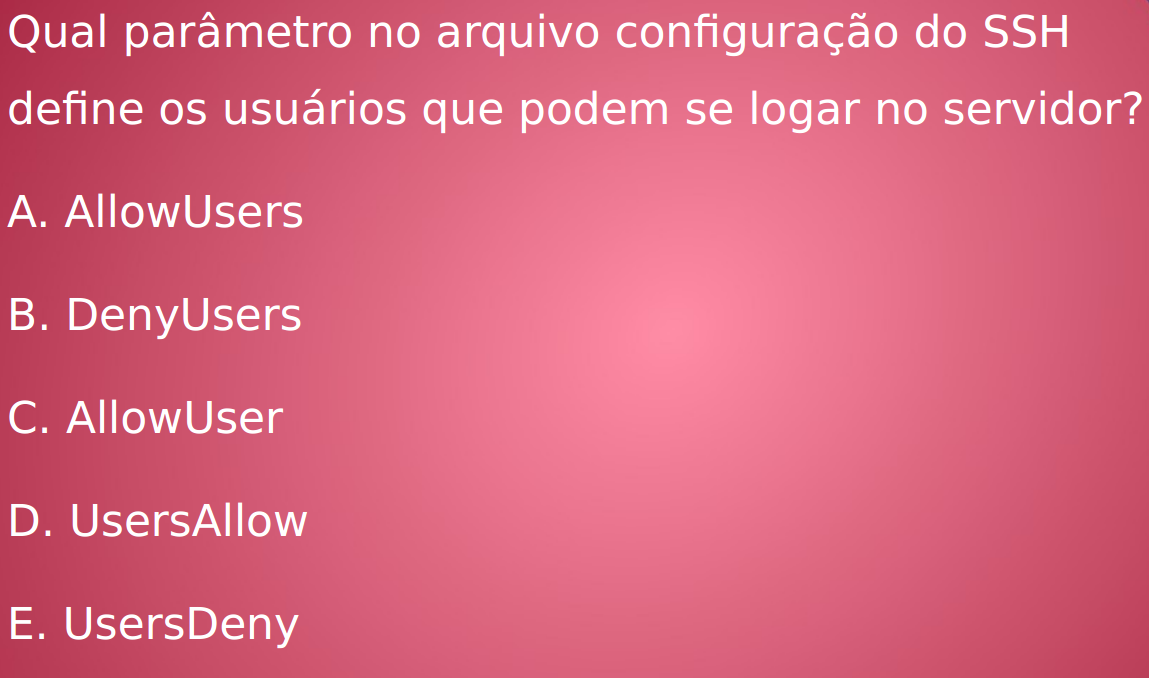 Qual parâmetro no arquivo configuração do SSH
define os usuários que podem se logar no servidor?
A. AllowUsers
B. DenyUsers
C. AllowUser
D. UsersAllow
E. UsersDeny